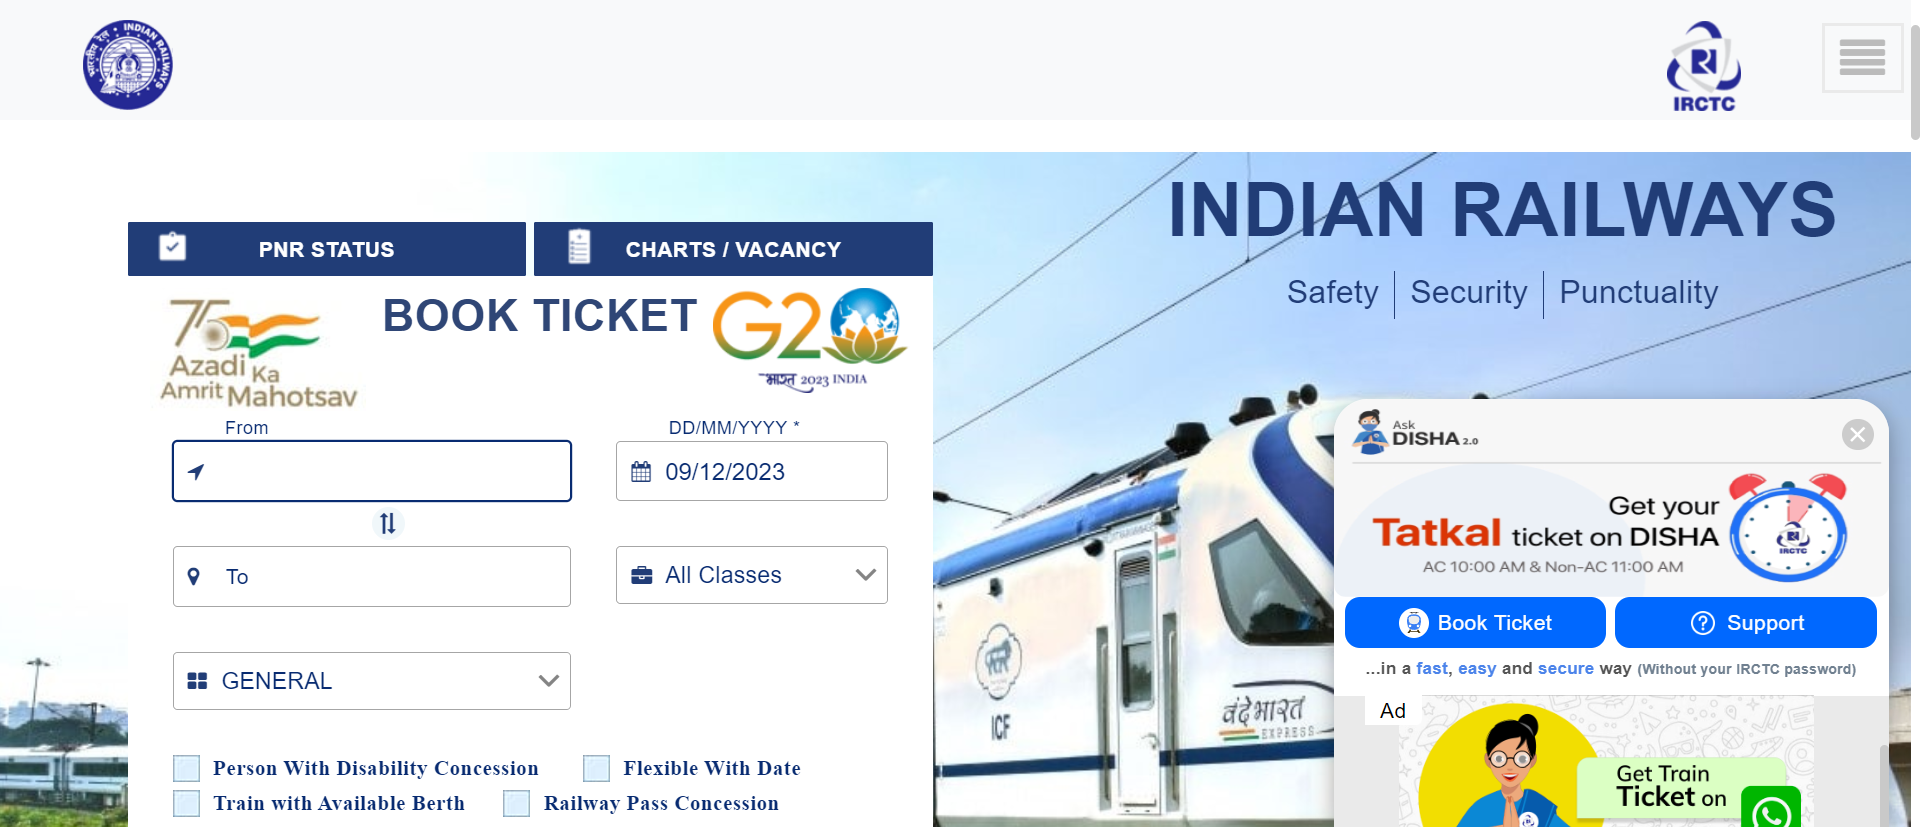 भारतीय रेल • INDIAN RAILWAYS
IRCTC
INDIAN RAILWAYS
Safety | Security | Punctuality
PNR STATUS
CHARTS / VACANCY
BOOK TICKET
75
Azadi Ka
Amrit Mahotsav
G20
भारत 2023 INDIA
From
DD/MM/YYYY *
09/12/2023
To
All Classes
GENERAL
Person With Disability Concession
Flexible With Date
Train with Available Berth
Railway Pass Concession
ICF
वंदे भारत
EXPRESS
Ask
DISHA 2.0
Get your
Tatkal ticket on DISHA
AC 10:00 AM & Non-AC 11:00 AM
IRCTC
Book Ticket
Support
...in a fast, easy and secure way (Without your IRCTC password)
Ad
Get Train
Ticket on